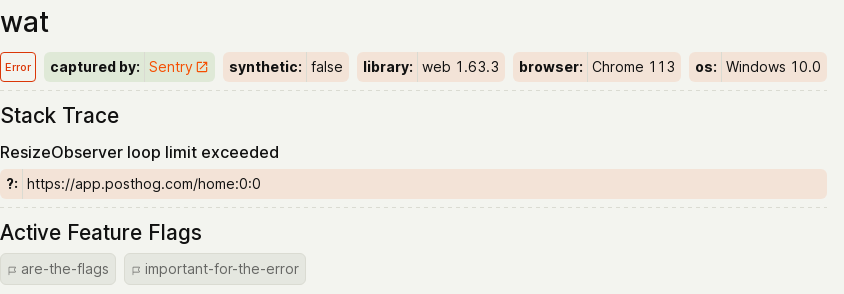 wat
Error captured by: Sentry synthetic: false library: web 1.63.3 browser: Chrome 113 os: Windows 10.0
Stack Trace
ResizeObserver loop limit exceeded
?: https://app.posthog.com/home:0:0
Active Feature Flags
are-the-flags important-for-the-error